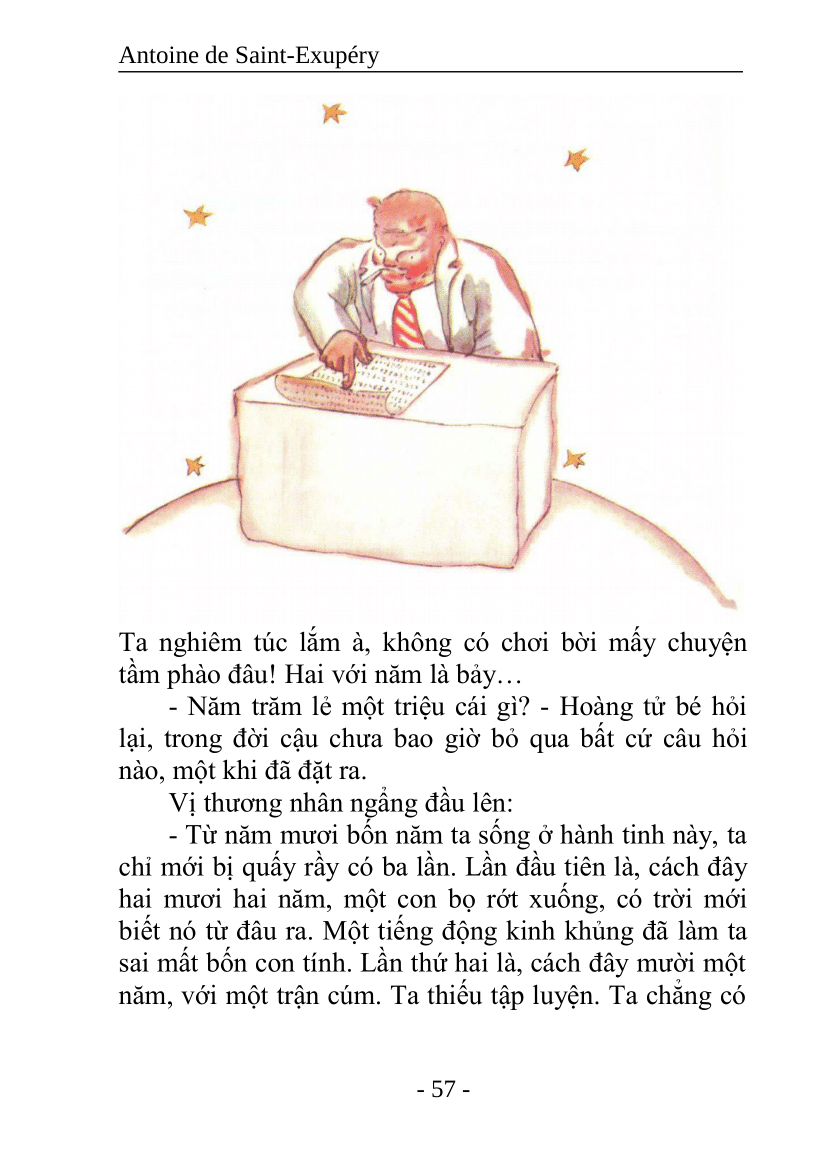 Antoine de Saint-Exupéry
Ta nghiêm túc lắm à, không có chơi bời mấy chuyện
tầm phào đâu! Hai với năm là bảy…
- Năm trăm lẻ một triệu cái gì? - Hoàng tử bé hỏi
lại, trong đời cậu chưa bao giờ bỏ qua bất cứ câu hỏi
nào, một khi đã đặt ra.
Vị thương nhân ngẩng đầu lên:
- Từ năm mươi bốn năm ta sống ở hành tinh này, ta
chỉ mới bị quấy rầy có ba lần. Lần đầu tiên là, cách đây
hai mươi hai năm, một con bọ rớt xuống, có trời mới
biết nó từ đâu ra. Một tiếng động kinh khủng đã làm ta
sai mất bốn con tính. Lần thứ hai là, cách đây mười một
năm, với một trận cúm. Ta thiếu tập luyện. Ta chẳng có
- 57 -